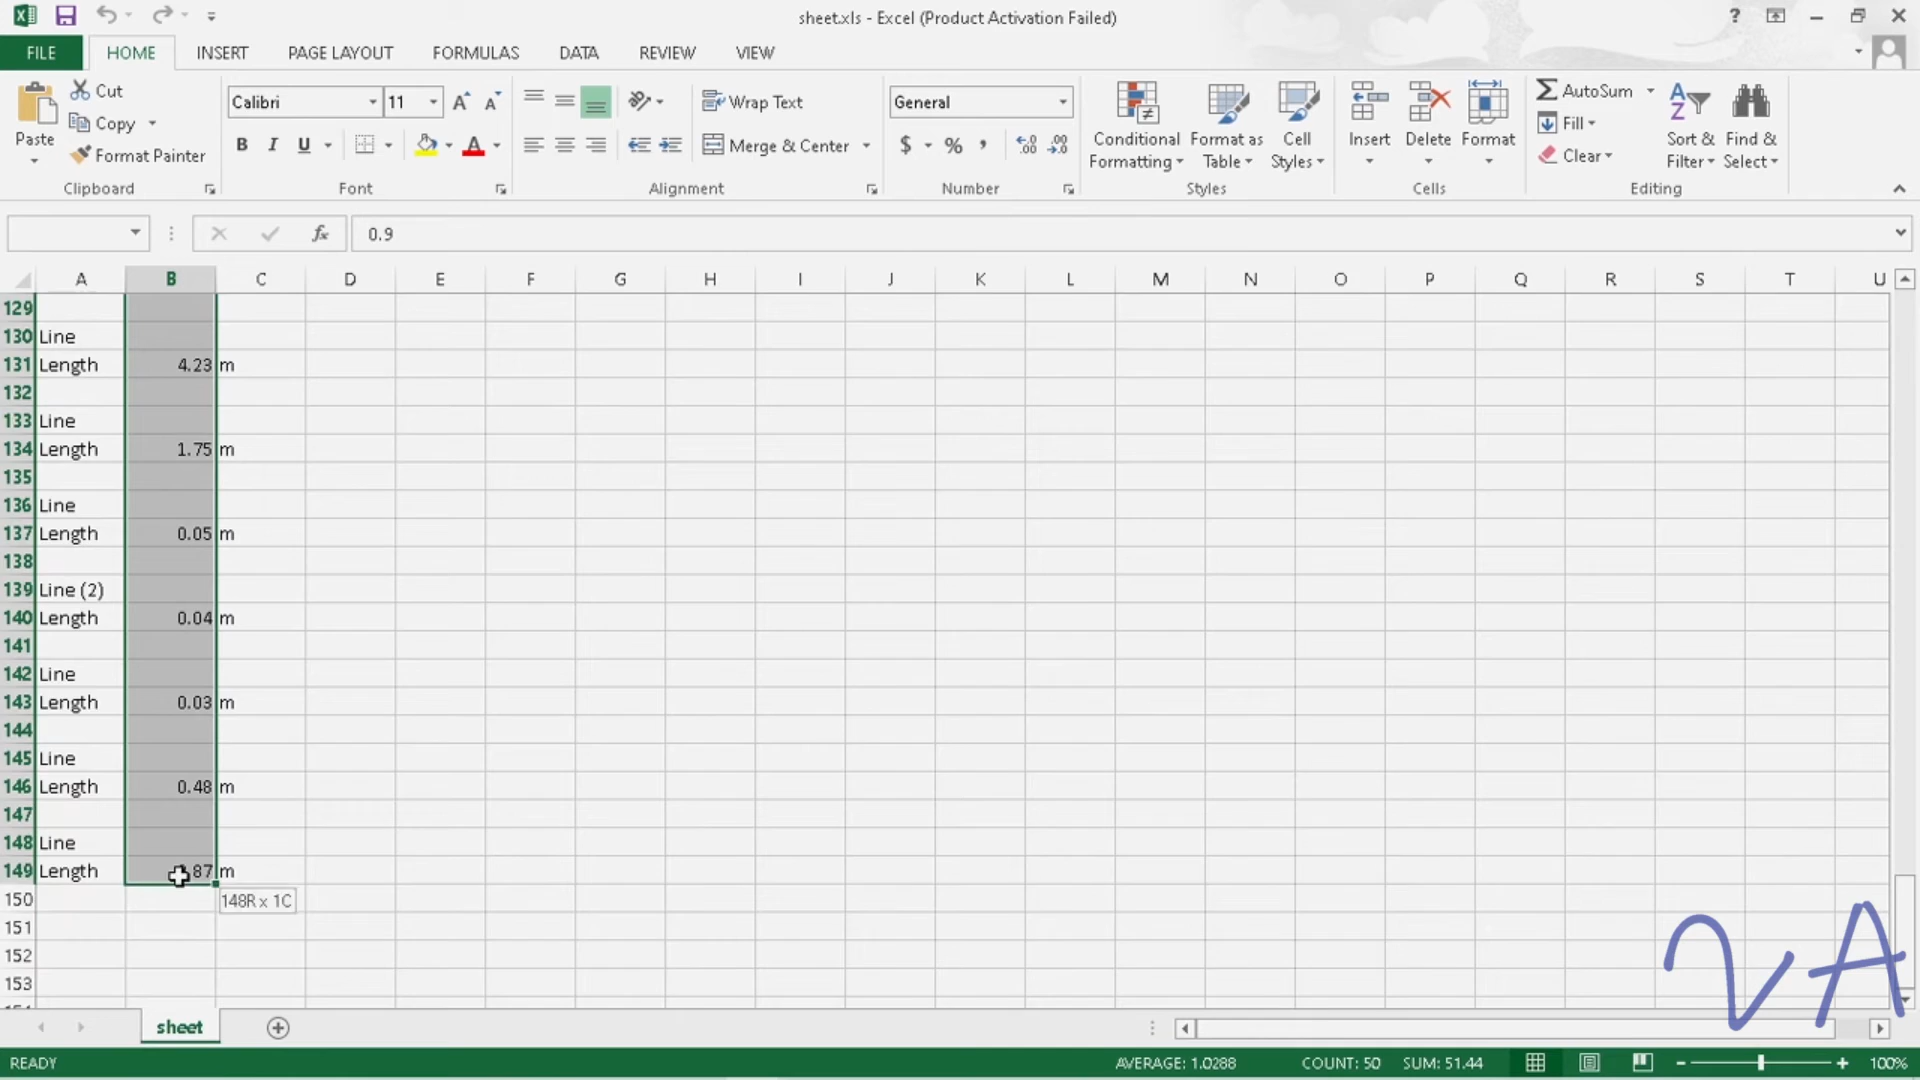 sheet.xls - Excel (Product Activation Failed)
FILE HOME INSERT PAGE LAYOUT FORMULAS DATA REVIEW VIEW
Paste
Cut
Copy
Format Painter
Clipboard
Calibri 11
B I U
Font
Wrap Text
Merge & Center
Alignment
General
$ % ,
Number
Conditional Formatting
Format as Table
Cell Styles
Styles
Insert
Delete
Format
Cells
AutoSum
Fill
Clear
Sort & Filter
Find & Select
Editing
fx 0.9
A B C D E F G H I J K L M N O P Q R S T U
129
130 Line
131 Length 4.23 m
132
133 Line
134 Length 1.75 m
135
136 Line
137 Length 0.05 m
138
139 Line (2)
140 Length 0.04 m
141
142 Line
143 Length 0.03 m
144
145 Line
146 Length 0.48 m
147
148 Line
149 Length .87 m
150 148R x 1C
151
152
153
VA
sheet
READY AVERAGE: 1.0288 COUNT: 50 SUM: 51.44 100%